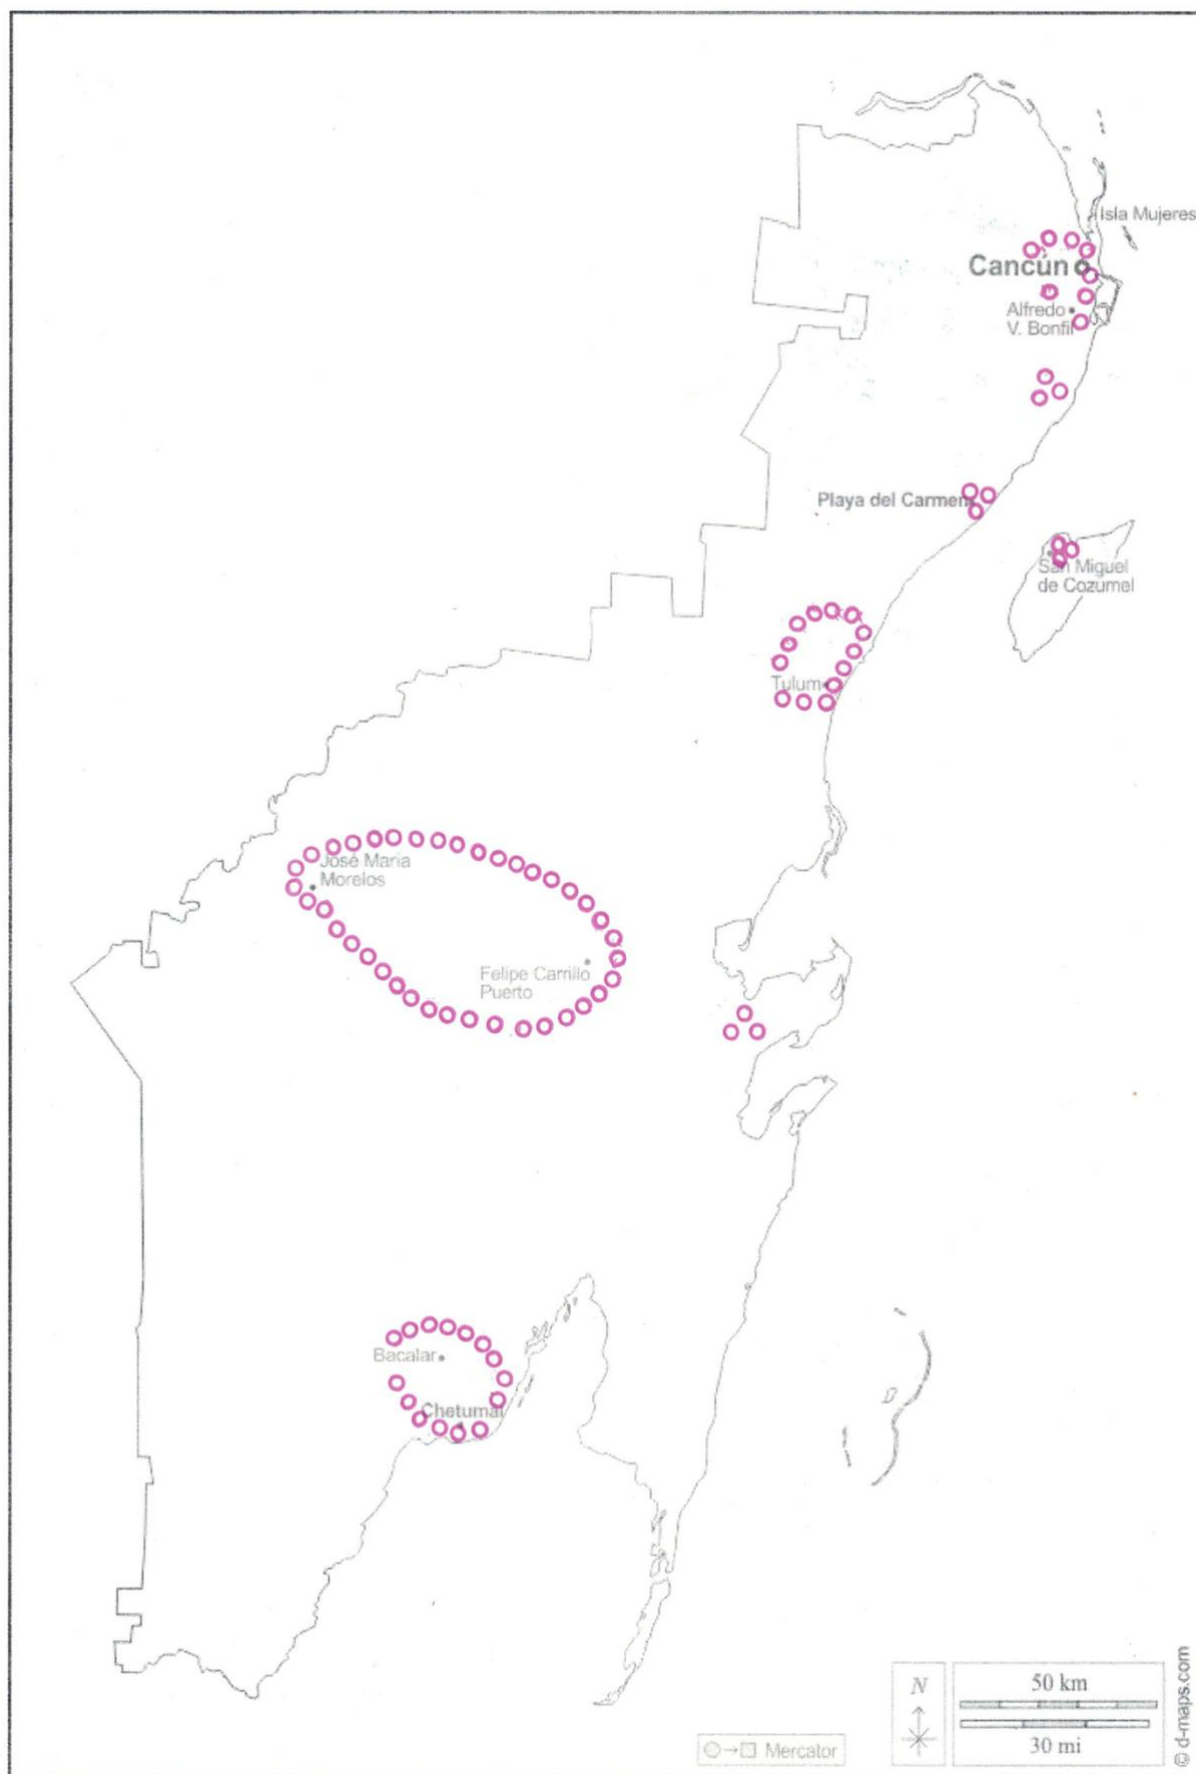 Isla Mujeres
Cancún
Alfredo
V. Bonfil
Playa del Carmen
San Miguel
de Cozumel
Tulum
José María
Morelos
Felipe Carrillo
Puerto
Bacalar
Chetumal
N
50 km
30 mi
Mercator
© d-maps.com